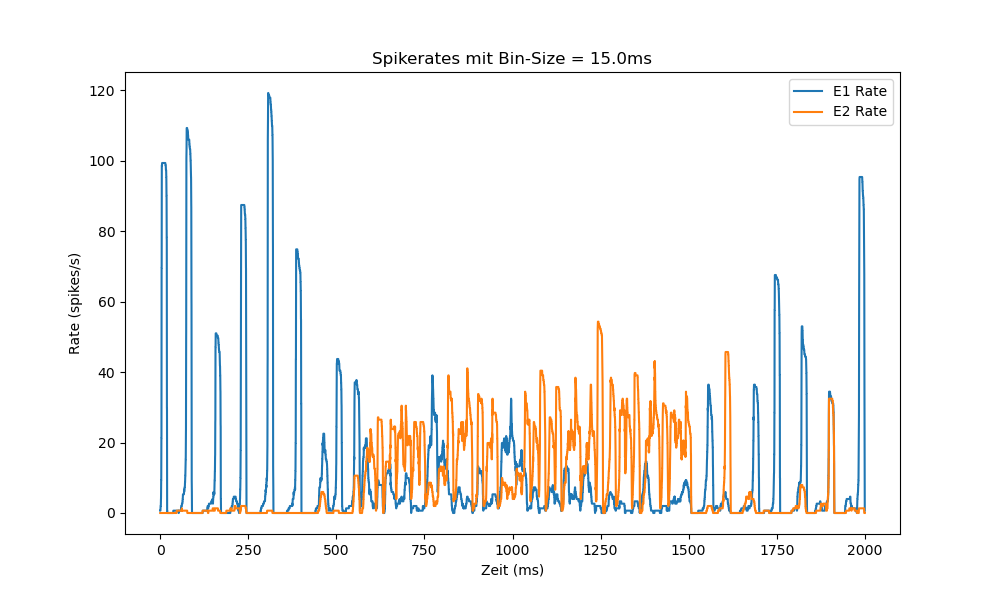 Spikerates mit Bin-Size = 15.0ms
E1 Rate
E2 Rate
Rate (spikes/s)
120
100
80
60
40
20
0
0 250 500 750 1000 1250 1500 1750 2000
Zeit (ms)